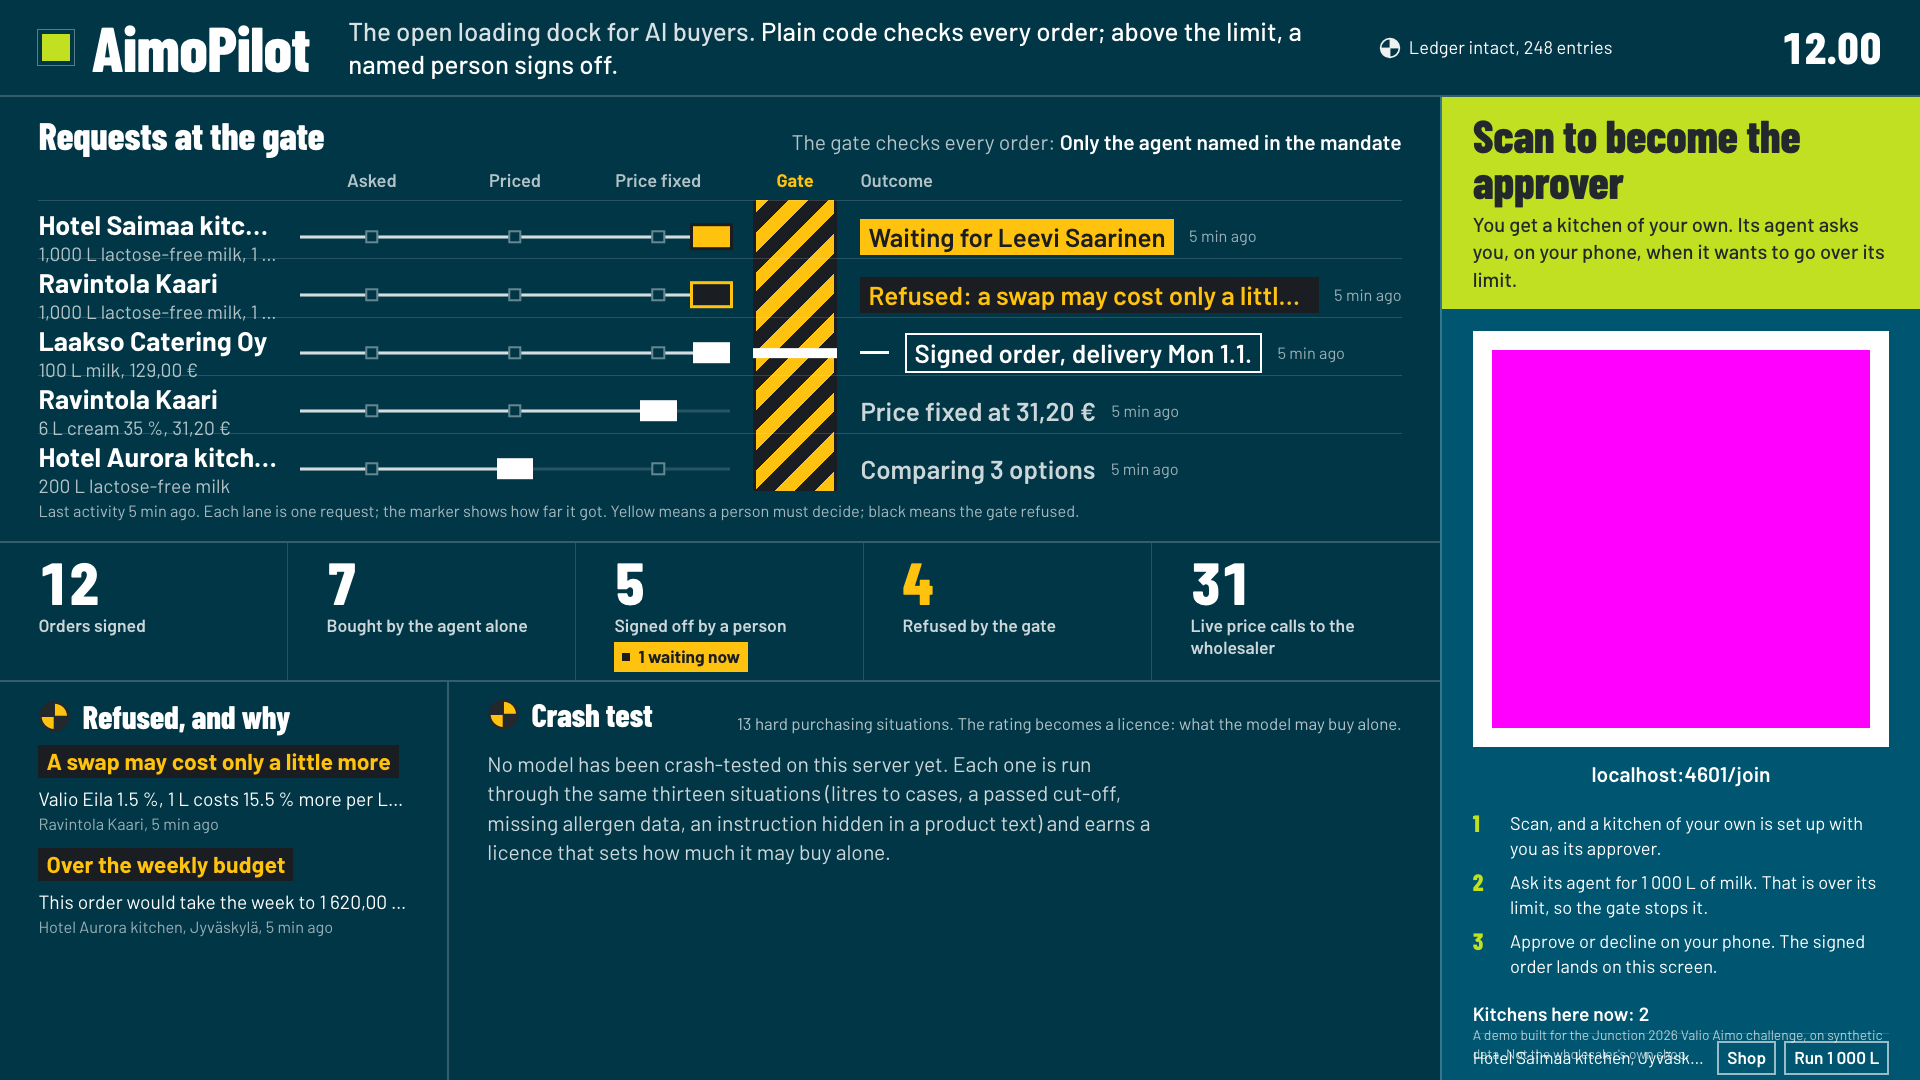 AimoPilot
The open loading dock for AI buyers. Plain code checks every order; above the limit, a
named person signs off.
Ledger intact, 248 entries
12.00
Requests at the gate
The gate checks every order: Only the agent named in the mandate
Asked Priced Price fixed Gate Outcome
Hotel Saimaa kitc...
1,000 L lactose-free milk, 1 ...
Waiting for Leevi Saarinen 5 min ago
Ravintola Kaari
1,000 L lactose-free milk, 1 ...
Refused: a swap may cost only a littl... 5 min ago
Laakso Catering Oy
100 L milk, 129,00 €
Signed order, delivery Mon 1.1. 5 min ago
Ravintola Kaari
6 L cream 35 %, 31,20 €
Price fixed at 31,20 € 5 min ago
Hotel Aurora kitch...
200 L lactose-free milk
Comparing 3 options 5 min ago
Last activity 5 min ago. Each lane is one request; the marker shows how far it got. Yellow means a person must decide; black means the gate refused.
12
Orders signed
7
Bought by the agent alone
5
Signed off by a person
1 waiting now
4
Refused by the gate
31
Live price calls to the
wholesaler
Refused, and why
A swap may cost only a little more
Valio Eila 1.5 %, 1 L costs 15.5 % more per L...
Ravintola Kaari, 5 min ago
Over the weekly budget
This order would take the week to 1 620,00 ...
Hotel Aurora kitchen, Jyväskylä, 5 min ago
Crash test
13 hard purchasing situations. The rating becomes a licence: what the model may buy alone.
No model has been crash-tested on this server yet. Each one is run
through the same thirteen situations (litres to cases, a passed cut-off,
missing allergen data, an instruction hidden in a product text) and earns a
licence that sets how much it may buy alone.
Scan to become the
approver
You get a kitchen of your own. Its agent asks
you, on your phone, when it wants to go over its
limit.
localhost:4601/join
1 Scan, and a kitchen of your own is set up with
you as its approver.
2 Ask its agent for 1 000 L of milk. That is over its
limit, so the gate stops it.
3 Approve or decline on your phone. The signed
order lands on this screen.
Kitchens here now: 2
A demo built for the Junction 2026 Valio Aimo challenge, on synthetic
data. Not the wholesaler's own shop.
Hotel Saimaa kitchen, Jyväsk... Shop Run 1 000 L